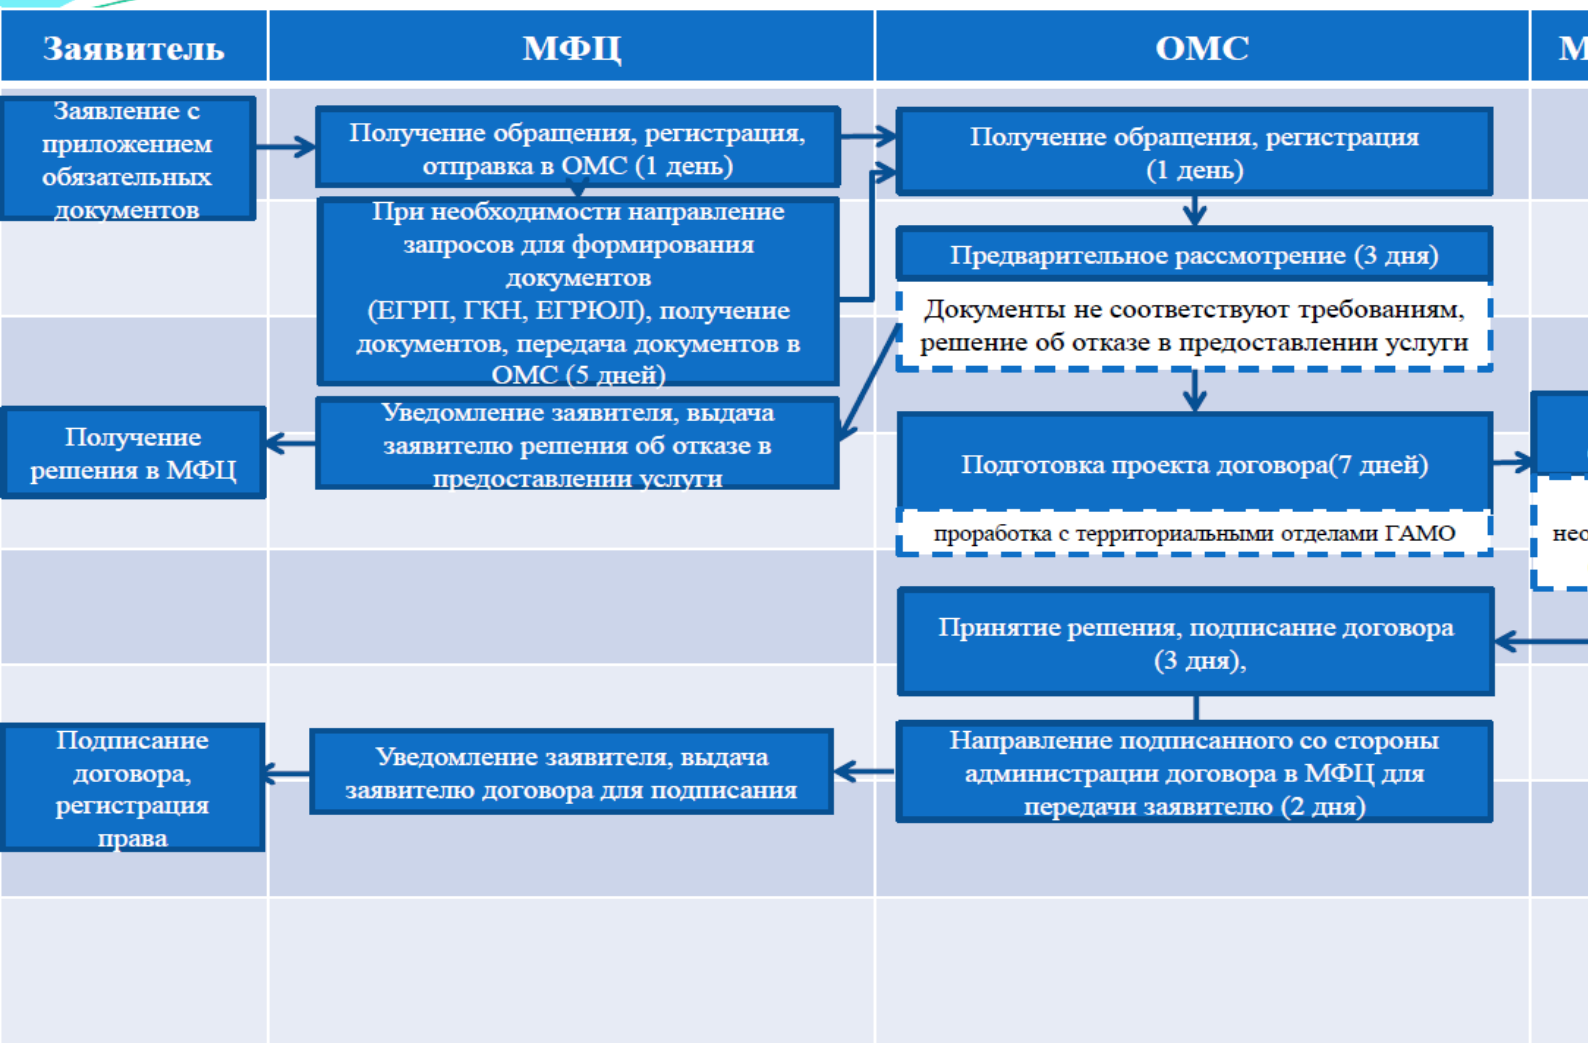 Заявитель
МФЦ
ОМС
М
Заявление с
приложением
обязательных
документов
Получение обращения, регистрация,
отправка в ОМС (1 день)
Получение обращения, регистрация
(1 день)
При необходимости направление
запросов для формирования
документов
(ЕГРП, ГКН, ЕГРЮЛ), получение
документов, передача документов в
ОМС (5 дней)
Предварительное рассмотрение (3 дня)
Документы не соответствуют требованиям,
решение об отказе в предоставлении услуги
Получение
решения в МФЦ
Уведомление заявителя, выдача
заявителю решения об отказе в
предоставлении услуги
Подготовка проекта договора(7 дней)
проработка с территориальными отделами ГАМО
нео
Принятие решения, подписание договора
(3 дня),
Подписание
договора,
регистрация
права
Уведомление заявителя, выдача
заявителю договора для подписания
Направление подписанного со стороны
администрации договора в МФЦ для
передачи заявителю (2 дня)